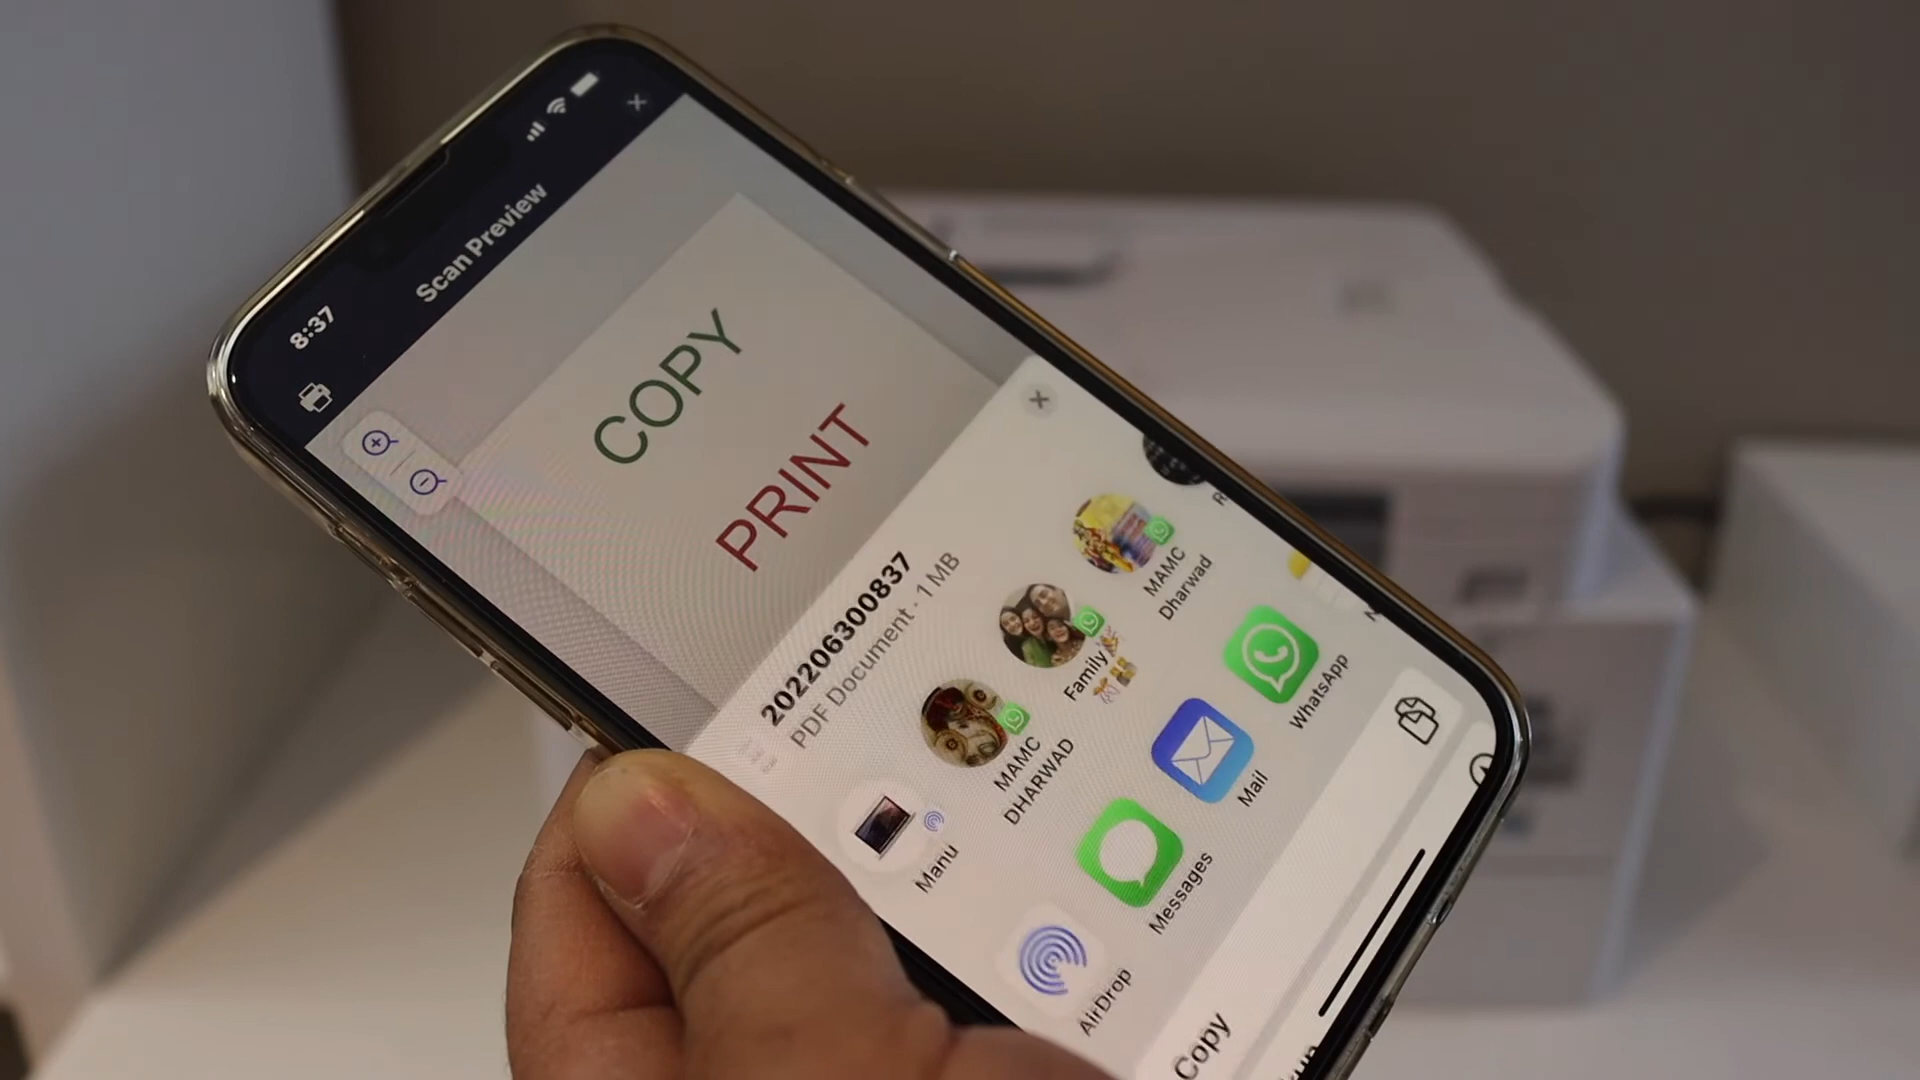 8:37
Scan Preview
COPY
PRINT
202206300837
PDF Document · 1 MB
Manu
MAMC
DHARWAD
Family
MAMC
Dharwad
R
AirDrop
Messages
Mail
WhatsApp
Copy